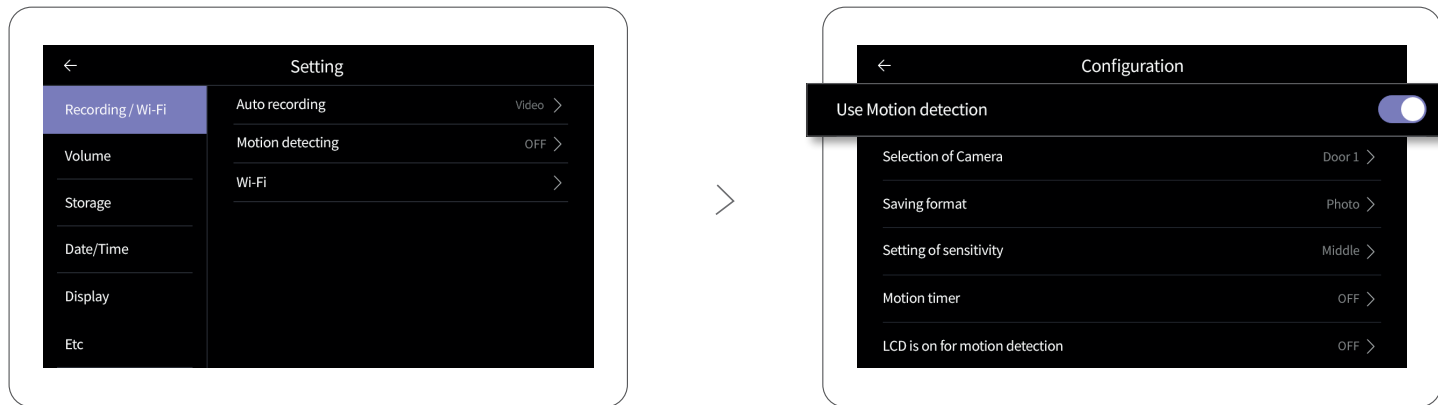 Setting
Recording / Wi-Fi
Volume
Storage
Date/Time
Display
Etc
Auto recording Video
Motion detecting OFF
Wi-Fi
Configuration
Use Motion detection
Selection of Camera Door 1
Saving format Photo
Setting of sensitivity Middle
Motion timer OFF
LCD is on for motion detection OFF